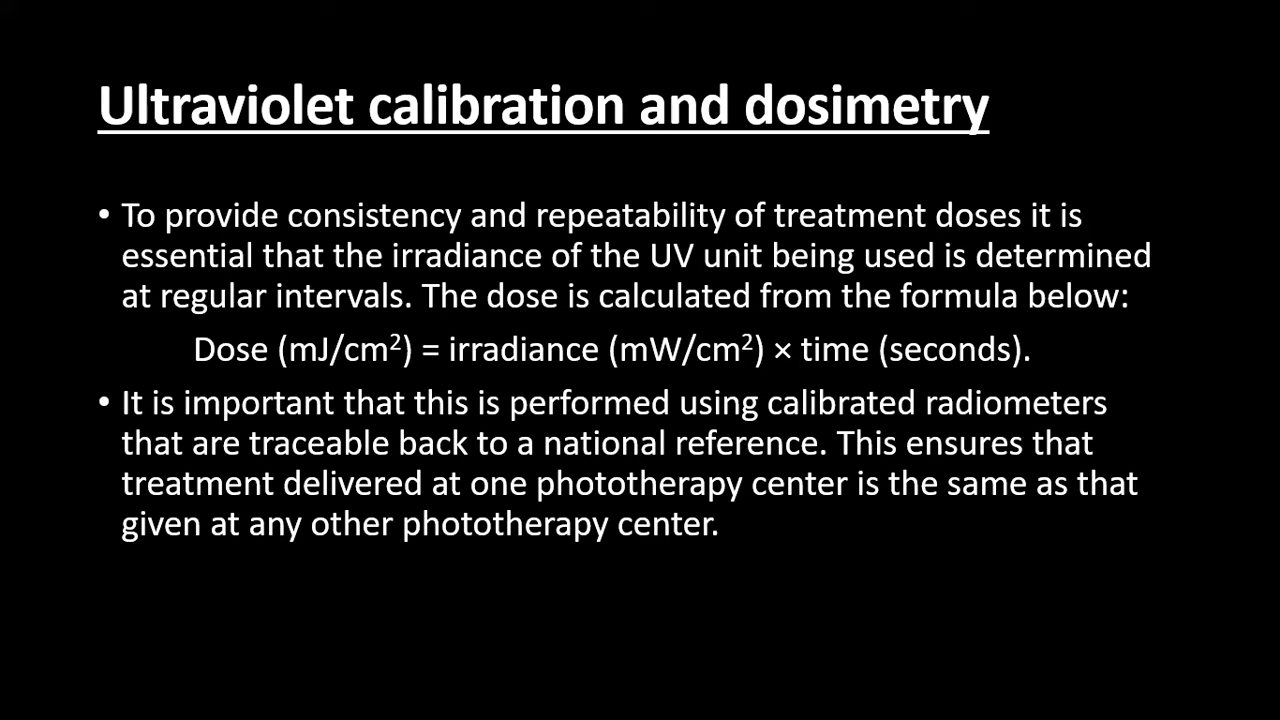 Ultraviolet calibration and dosimetry
• To provide consistency and repeatability of treatment doses it is
essential that the irradiance of the UV unit being used is determined
at regular intervals. The dose is calculated from the formula below:
Dose (mJ/cm²) = irradiance (mW/cm²) × time (seconds).
• It is important that this is performed using calibrated radiometers
that are traceable back to a national reference. This ensures that
treatment delivered at one phototherapy center is the same as that
given at any other phototherapy center.